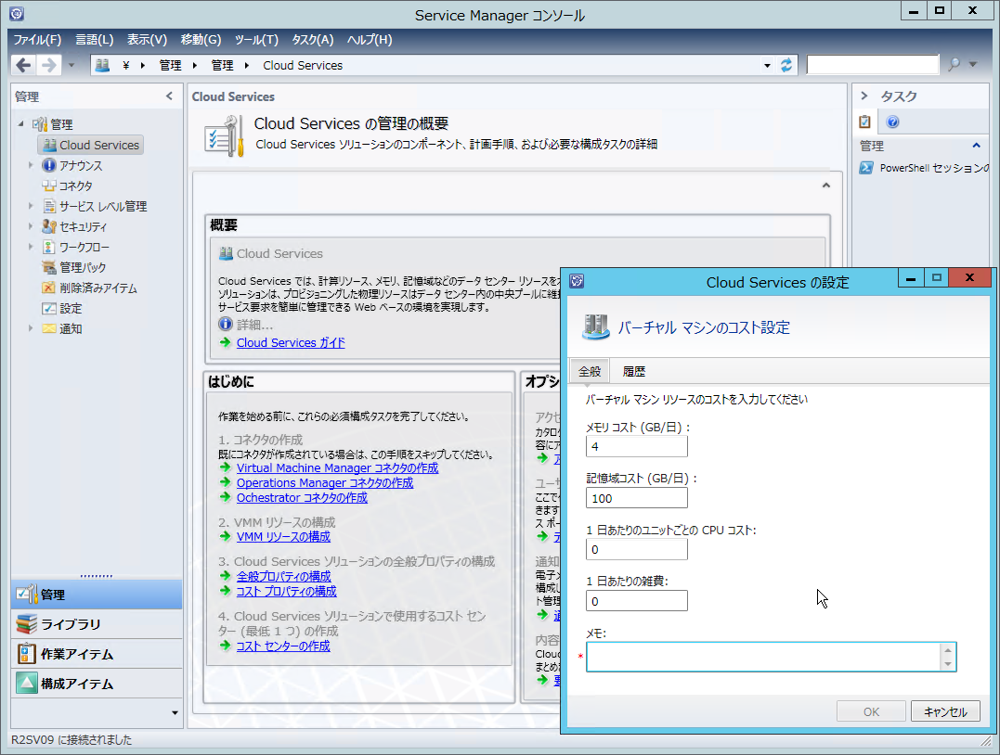 Service Manager コンソール
ファイル(F) 言語(L) 表示(V) 移動(G) ツール(T) タスク(A) ヘルプ(H)
¥ 管理 管理 Cloud Services
管理
管理
Cloud Services
アナウンス
コネクタ
サービス レベル管理
セキュリティ
ワークフロー
管理パック
削除済みアイテム
設定
通知
管理
ライブラリ
作業アイテム
構成アイテム
R2SV09 に接続されました
Cloud Services
Cloud Services の管理の概要
Cloud Services ソリューションのコンポーネント、計画手順、および必要な構成タスクの詳細
概要
Cloud Services
Cloud Services では、計算リソース、メモリ、記憶域などのデータ センター リソースを
ソリューションは、プロビジョニングした物理リソースはデータ センター内の中央プールに維
サービス要求を簡単に管理できる Web ベースの環境を実現します。
詳細...
Cloud Services ガイド
はじめに
作業を始める前に、これらの必須構成タスクを完了してください。
1. コネクタの作成
既にコネクタが作成されている場合は、この手順をスキップしてください。
Virtual Machine Manager コネクタの作成
Operations Manager コネクタの作成
Ochestrator コネクタの作成
2. VMM リソースの構成
VMM リソースの構成
3. Cloud Services ソリューションの全般プロパティの構成
全般プロパティの構成
コスト プロパティの構成
4. Cloud Services ソリューションで使用するコスト セン
ター (最低 1 つ) の作成
コスト センターの作成
オプシ
アクセ
カタロ
容にア
ユーサ
ここで
きます
ス ポー
通知
電子メ
構成し
ト管理
内容
Clou
まとめ
タスク
管理
PowerShell セッションの
Cloud Services の設定
バーチャル マシンのコスト設定
全般 履歴
バーチャル マシン リソースのコストを入力してください
メモリ コスト (GB/日) :
4
記憶域コスト (GB/日) :
100
1 日あたりのユニットごとの CPU コスト:
0
1 日あたりの雑費:
0
メモ:
*
OK キャンセル